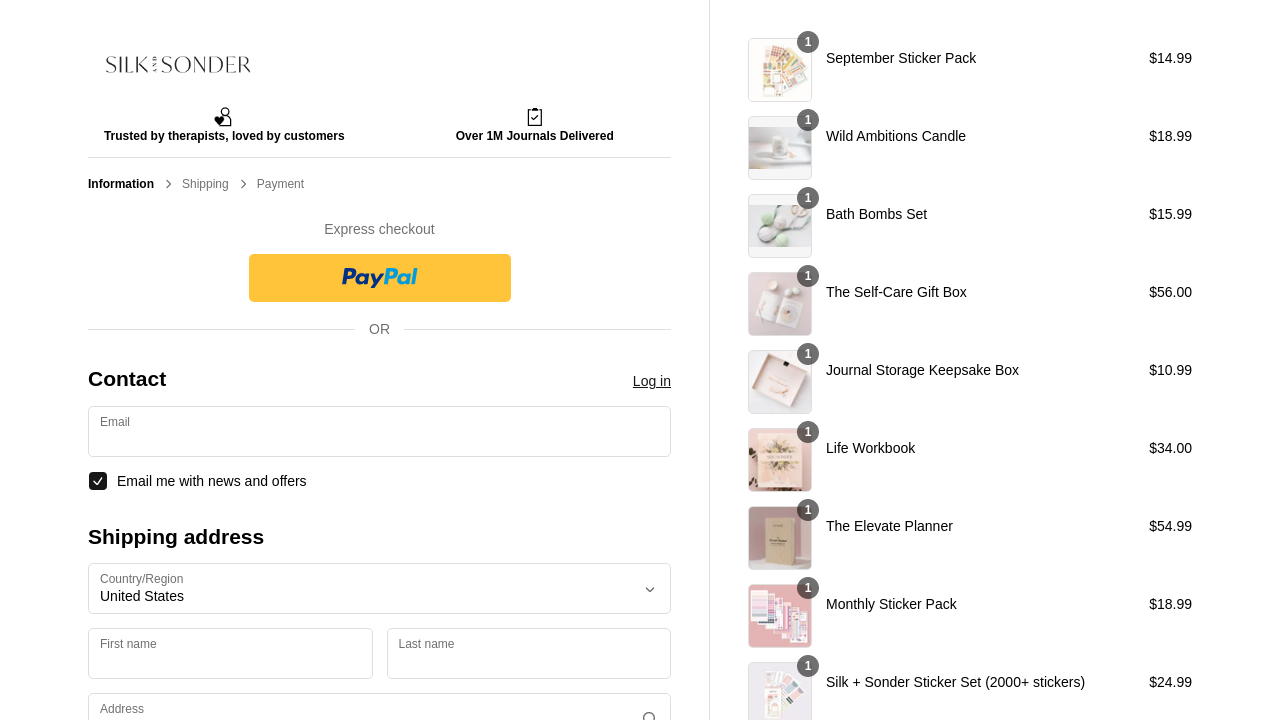 SILK AND SONDER
Trusted by therapists, loved by customers
Over 1M Journals Delivered
Information
Shipping
Payment
Express checkout
PayPal
OR
Contact
Log in
Email
Email me with news and offers
Shipping address
Country/Region
United States
First name
Last name
Address
1
September Sticker Pack
$14.99
1
Wild Ambitions Candle
$18.99
1
Bath Bombs Set
$15.99
1
The Self-Care Gift Box
$56.00
1
Journal Storage Keepsake Box
$10.99
1
Life Workbook
$34.00
1
The Elevate Planner
$54.99
1
Monthly Sticker Pack
$18.99
1
Silk + Sonder Sticker Set (2000+ stickers)
$24.99